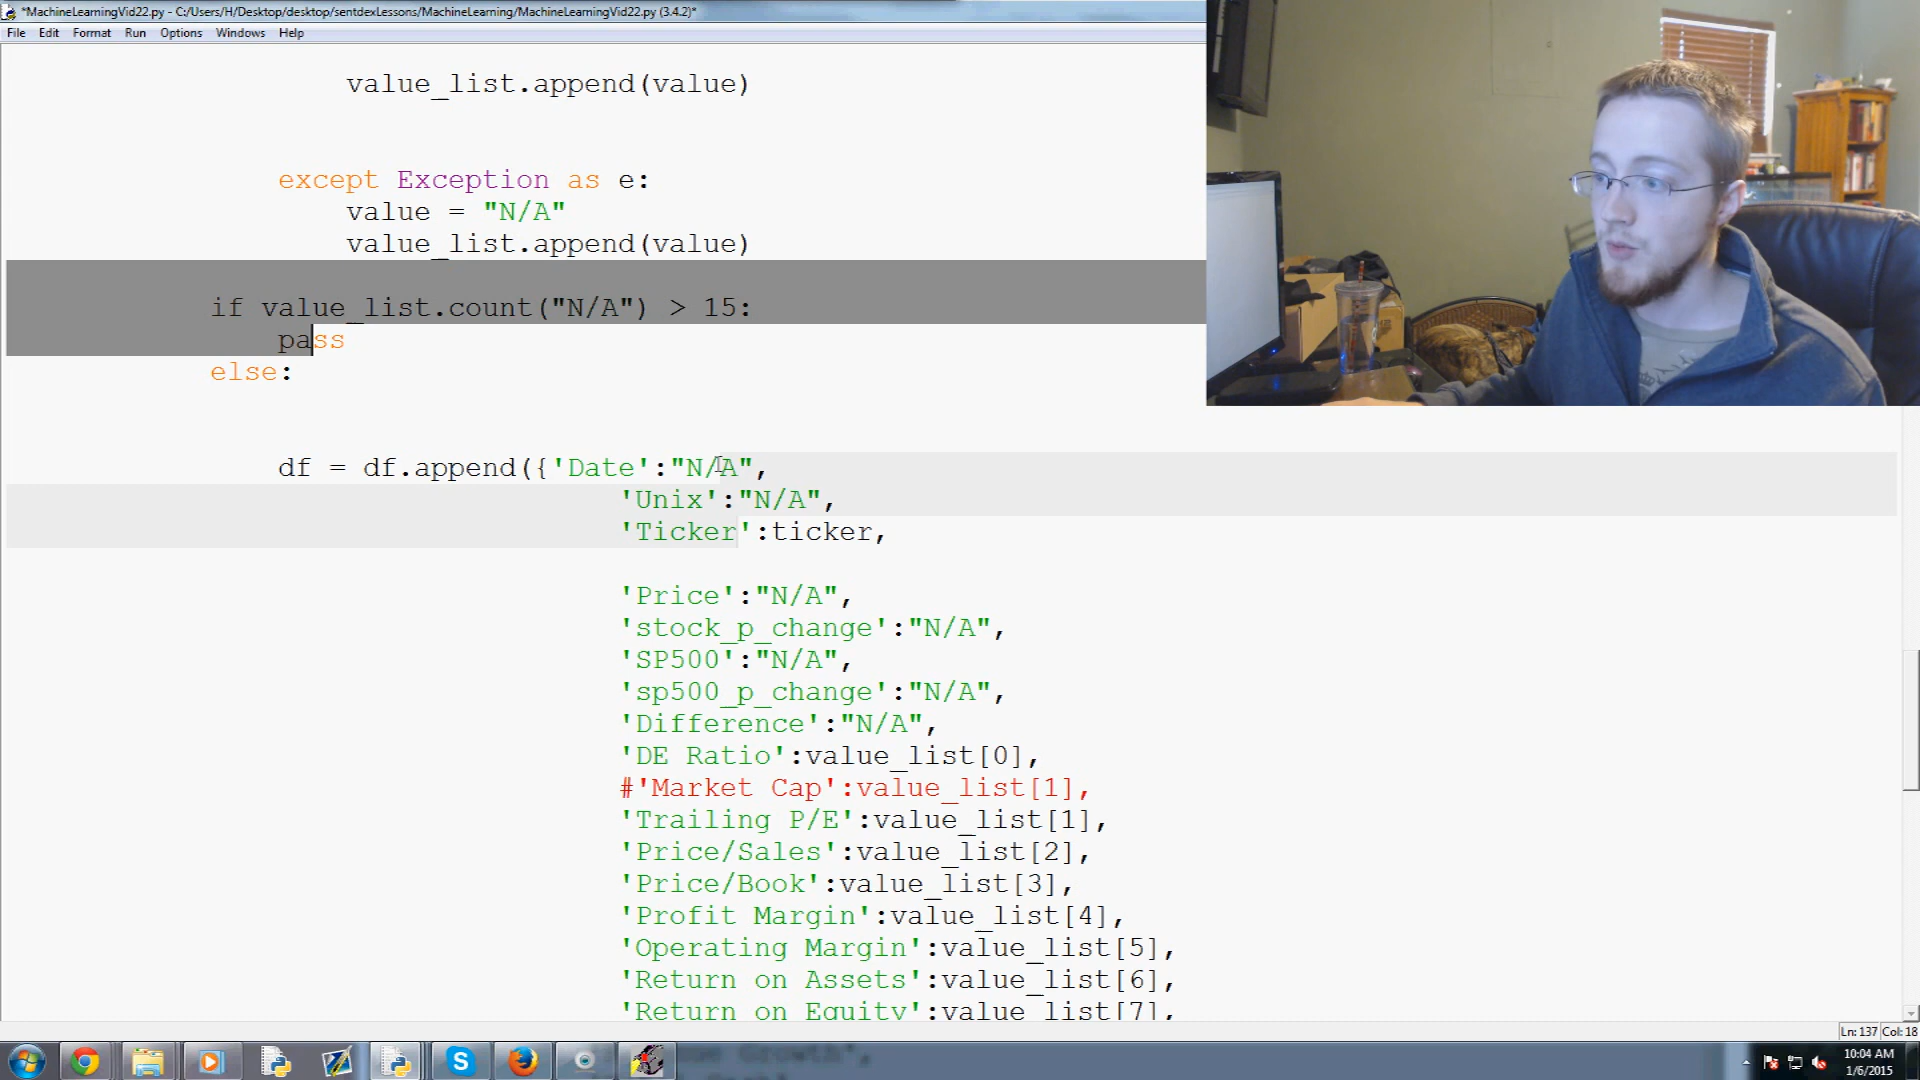 *MachineLearningVid22.py - C:/Users/H/Desktop/desktop/sentdexLessons/MachineLearning/MachineLearningVid22.py (3.4.2)*
File Edit Format Run Options Windows Help
value_list.append(value)
except Exception as e:
value = "N/A"
value_list.append(value)
if value_list.count("N/A") > 15:
pass
else:
df = df.append({'Date':"N/A",
'Unix':"N/A",
'Ticker':ticker,
'Price':"N/A",
'stock_p_change':"N/A",
'SP500':"N/A",
'sp500_p_change':"N/A",
'Difference':"N/A",
'DE Ratio':value_list[0],
#'Market Cap':value_list[1],
'Trailing P/E':value_list[1],
'Price/Sales':value_list[2],
'Price/Book':value_list[3],
'Profit Margin':value_list[4],
'Operating Margin':value_list[5],
'Return on Assets':value_list[6],
'Return on Equity':value_list[7],
Ln: 137 Col: 18
10:04 AM
1/6/2015